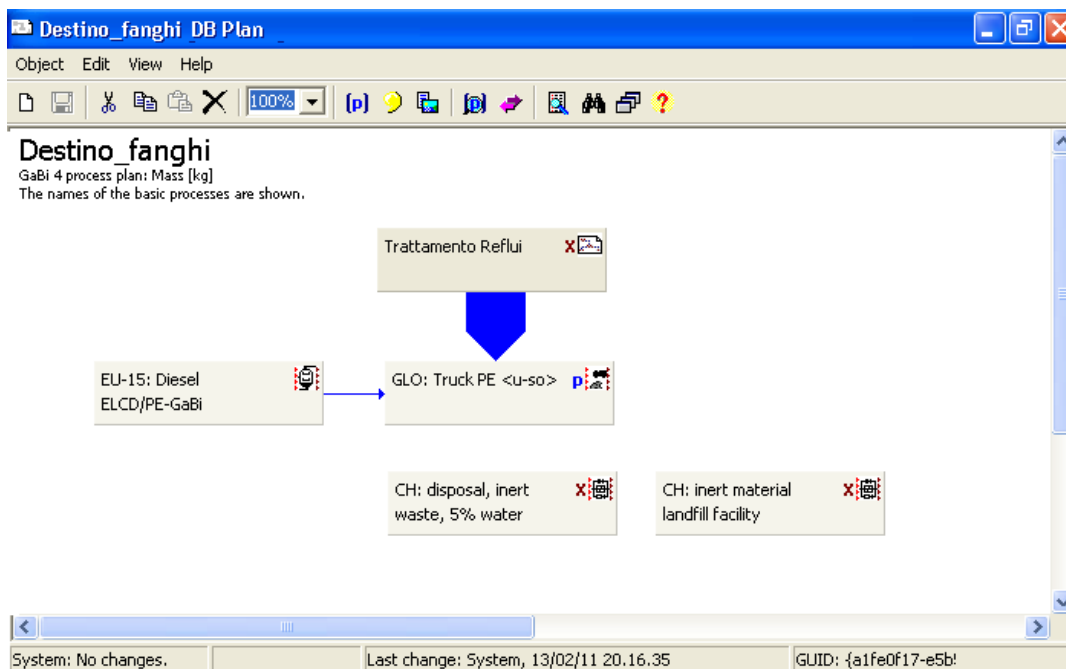 Destino_fanghi DB Plan
Object Edit View Help
100% (p) (p) ?
Destino_fanghi
GaBi 4 process plan: Mass [kg]
The names of the basic processes are shown.
Trattamento Reflui X
EU-15: Diesel
ELCD/PE-GaBi
GLO: Truck PE <u-so> p
CH: disposal, inert
waste, 5% water
X
CH: inert material
landfill facility
X
System: No changes. Last change: System, 13/02/11 20.16.35 GUID: {a1fe0f17-e5b!